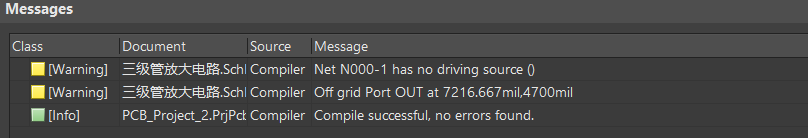 Messages
Class Document Source Message
[Warning] 三级管放大电路.Schl Compiler Net N000-1 has no driving source ()
[Warning] 三级管放大电路.Schl Compiler Off grid Port OUT at 7216.667mil,4700mil
[Info] PCB_Project_2.PrjPcb Compiler Compile successful, no errors found.